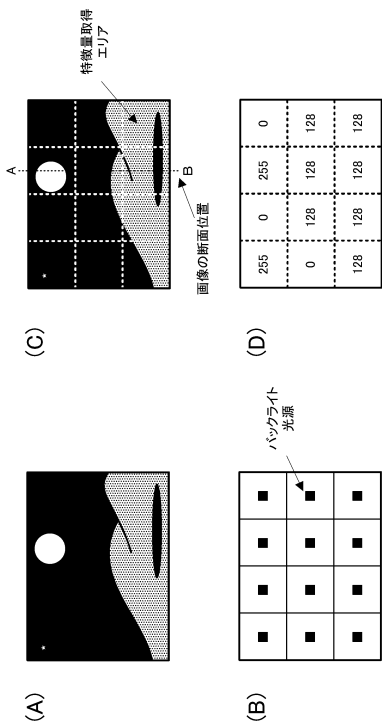 (A)
(B)
バックライト
光源
(C)
A
特徴量取得
エリア
B
画像の断面位置
(D)
255 0 255 0
0 128 128 128
128 128 128 128